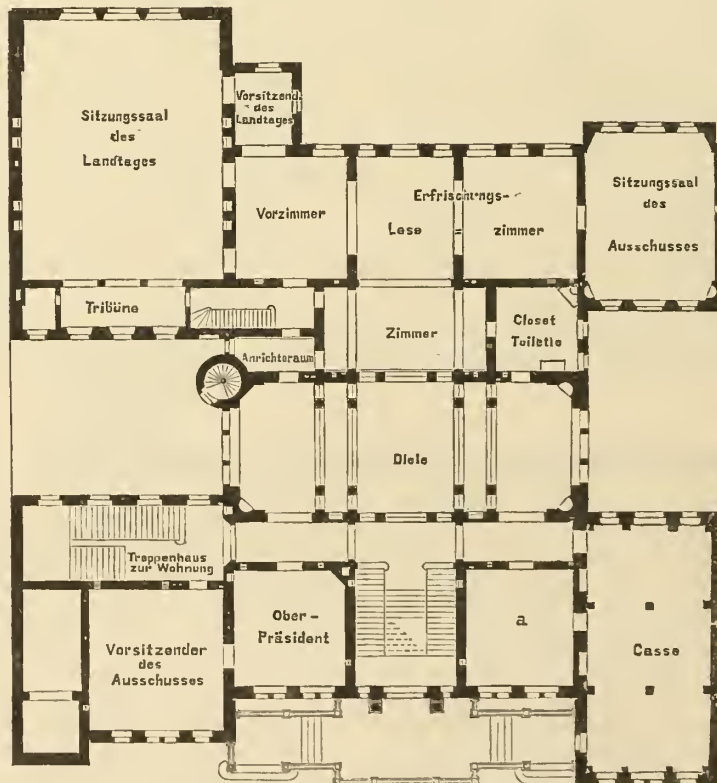 Sitzungssaal
des
Landtages
Vorsitzend.
des
Landtages
Vorzimmer
Erfrischungs-
Lese
zimmer
Sitzungssaal
des
Ausschusses
Tribüne
Zimmer
Closet
Toilette
Anrichteraum
Diele
Treppenhaus
zur Wohnung
Ober-
Präsident
a
Casse
Vorsitzender
des
Ausschusses